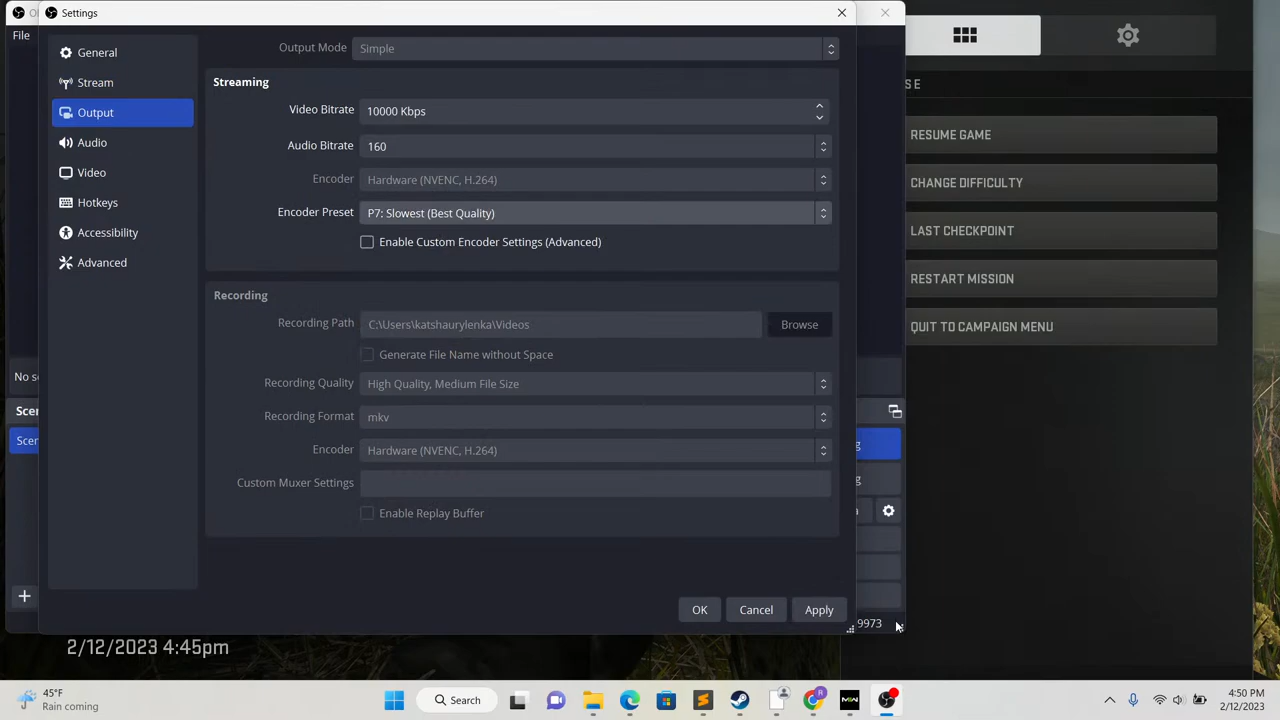 Settings
File
General
Stream
Output
Audio
Video
Hotkeys
Accessibility
Advanced
Output Mode Simple
Streaming
Video Bitrate 10000 Kbps
Audio Bitrate 160
Encoder Hardware (NVENC, H.264)
Encoder Preset P7: Slowest (Best Quality)
Enable Custom Encoder Settings (Advanced)
Recording
Recording Path C:\Users\katshaurylenka\Videos Browse
Generate File Name without Space
Recording Quality High Quality, Medium File Size
Recording Format mkv
Encoder Hardware (NVENC, H.264)
Custom Muxer Settings
Enable Replay Buffer
OK Cancel Apply
9973
RESUME GAME
CHANGE DIFFICULTY
LAST CHECKPOINT
RESTART MISSION
QUIT TO CAMPAIGN MENU
2/12/2023 4:45pm
45°F
Rain coming
Search
4:50 PM
2/12/2023